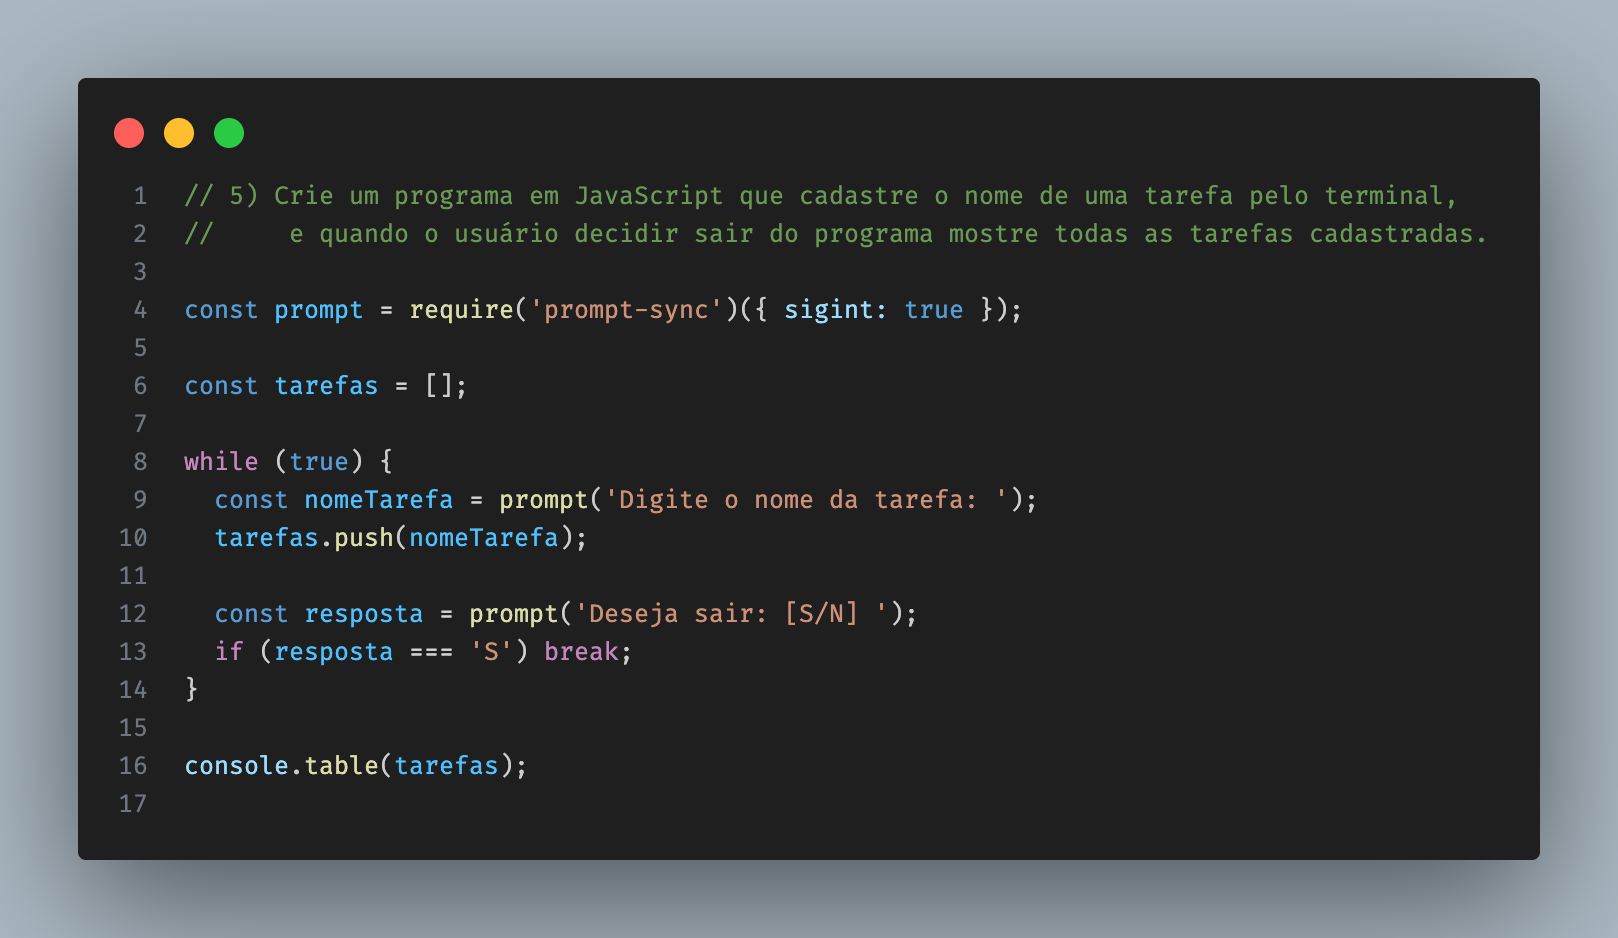 1 // 5) Crie um programa em JavaScript que cadastre o nome de uma tarefa pelo terminal,
2 //     e quando o usuário decidir sair do programa mostre todas as tarefas cadastradas.
3
4 const prompt = require('prompt-sync')({ sigint: true });
5
6 const tarefas = [];
7
8 while (true) {
9   const nomeTarefa = prompt('Digite o nome da tarefa: ');
10   tarefas.push(nomeTarefa);
11
12   const resposta = prompt('Deseja sair: [S/N] ');
13   if (resposta === 'S') break;
14 }
15
16 console.table(tarefas);
17